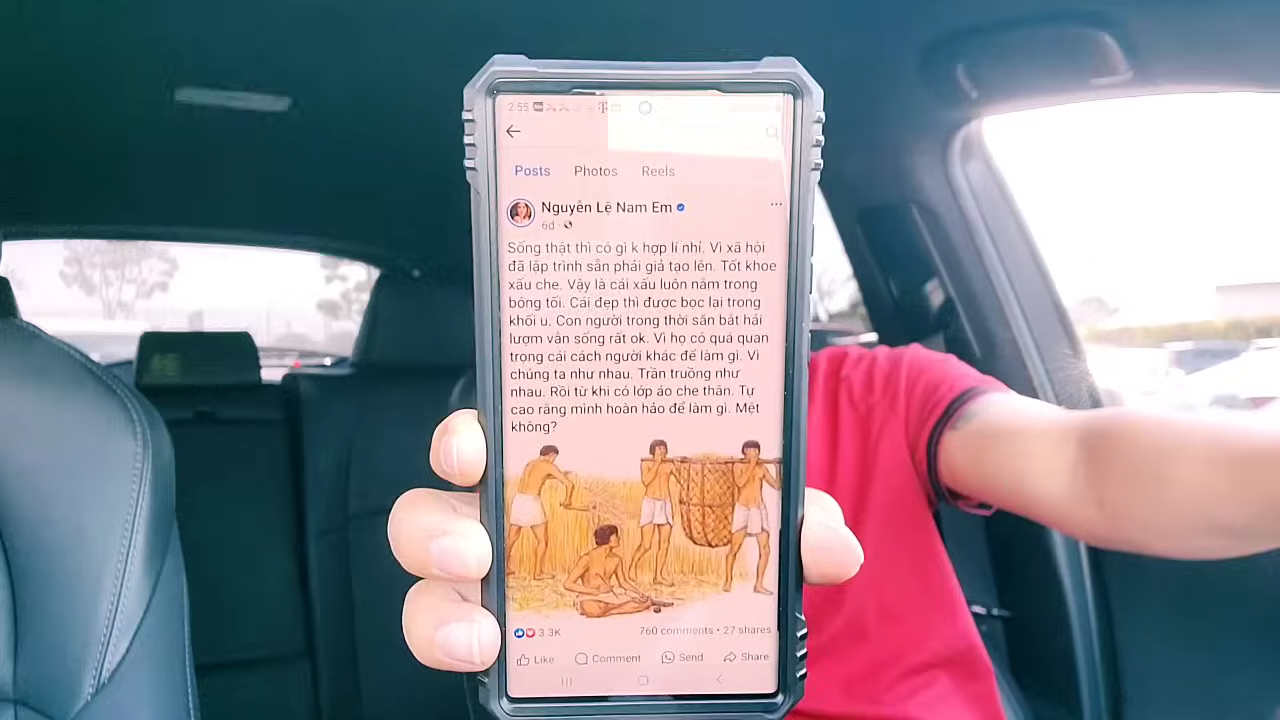 2:55
Posts Photos Reels
Nguyễn Lệ Nam Em
6d
Sống thật thì có gì k hợp lí nhỉ. Vì xã hội
đã lập trình sẵn phải giả tạo lên. Tốt khoe
xấu che. Vậy là cái xấu luôn nằm trong
bóng tối. Cái đẹp thì được bọc lại trong
khối u. Con người trong thời săn bắt hái
lượm vẫn sống rất ok. Vì họ có quá quan
trọng cái cách người khác để làm gì. Vì
chúng ta như nhau. Trần truồng như
nhau. Rồi từ khi có lớp áo che thân. Tự
cao rằng mình hoàn hảo để làm gì. Mệt
không?
3.3K 760 comments • 27 shares
Like Comment Send Share